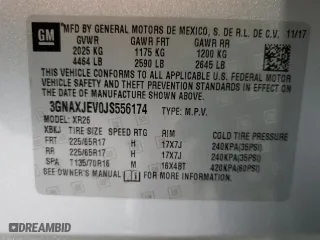 GM
MFD BY GENERAL MOTORS DE MEXICO, S. DE R.L. DE C.V. 11/17
GVWR GAWR FRT GAWR RR
2025 KG 1175 KG 1200 KG
4464 LB 2590 LB 2645 LB
THIS VEHICLE CONFORMS TO ALL APPLICABLE U.S. FEDERAL
MOTOR VEHICLE SAFETY, BUMPER, AND THEFT PREVENTION STANDARDS IN EFFECT ON
THE DATE OF MANUFACTURE SHOWN ABOVE.
3GNAXJEV0JS556174 TYPE: M.P.V.
MODEL: XR26
XBKJ TIRE SIZE SPEED RTG RIM COLD TIRE PRESSURE
FRT 225/65R17 H 17X7J 240KPA(35PSI)
RR 225/65R17 H 17X7J 240KPA(35PSI)
SPA T135/70R16 M 16X4BT 420KPA(60PSI)
SEE OWNER'S MANUAL FOR MORE INFORMATION.
© DREAMBID